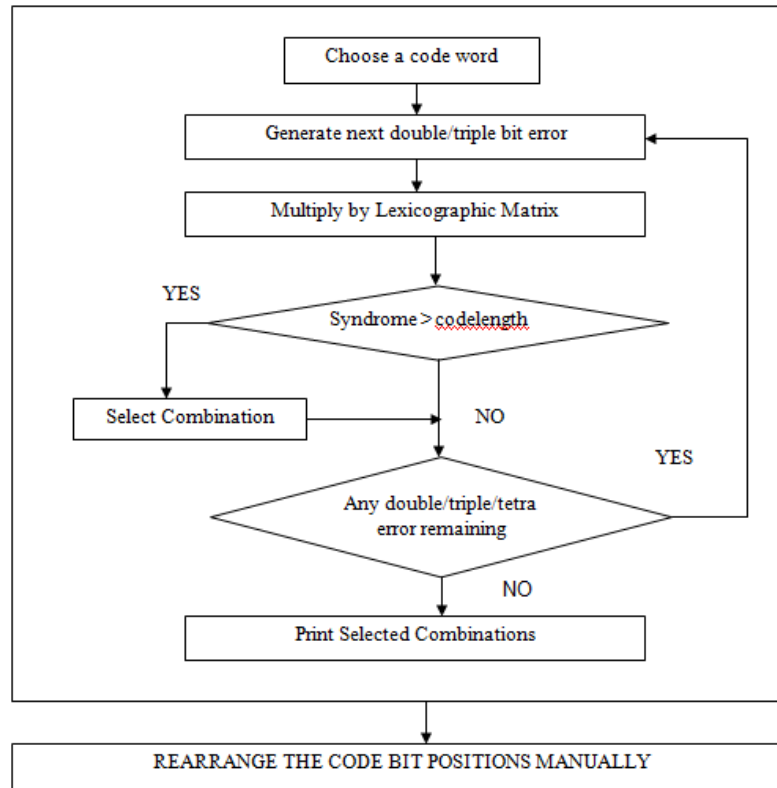 Choose a code word
Generate next double/triple bit error
Multiply by Lexicographic Matrix
YES
Syndrome > codelength
Select Combination
NO
YES
Any double/triple/tetra
error remaining
NO
Print Selected Combinations
REARRANGE THE CODE BIT POSITIONS MANUALLY